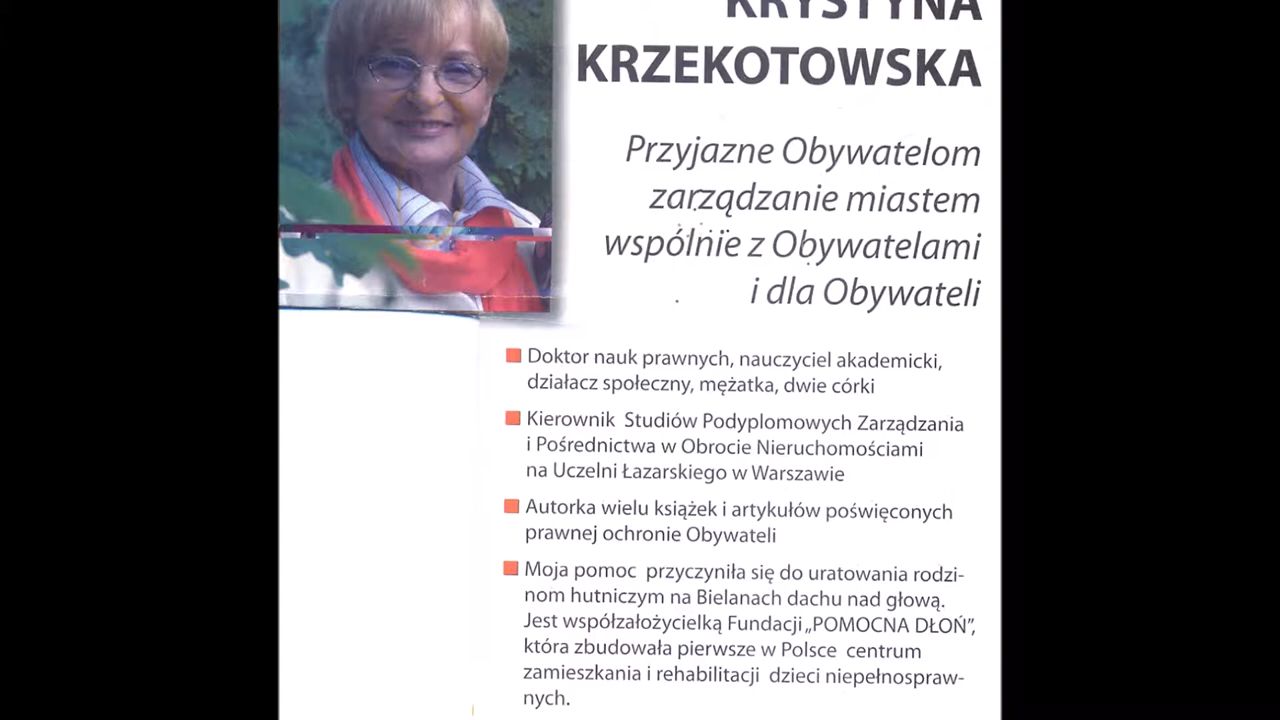 KRYSTYNA
KRZEKOTOWSKA
Przyjazne Obywatelom
zarządzanie miastem
wspólnie z Obywatelami
i dla Obywateli
Doktor nauk prawnych, nauczyciel akademicki,
działacz społeczny, mężatka, dwie córki
Kierownik Studiów Podyplomowych Zarządzania
i Pośrednictwa w Obrocie Nieruchomościami
na Uczelni Łazarskiego w Warszawie
Autorka wielu książek i artykułów poświęconych
prawnej ochronie Obywateli
Moja pomoc przyczyniła się do uratowania rodzi-
nom hutniczym na Bielanach dachu nad głową.
Jest współzałożycielką Fundacji „POMOCNA DŁOŃ”,
która zbudowała pierwsze w Polsce centrum
zamieszkania i rehabilitacji dzieci niepełnospraw-
nych.